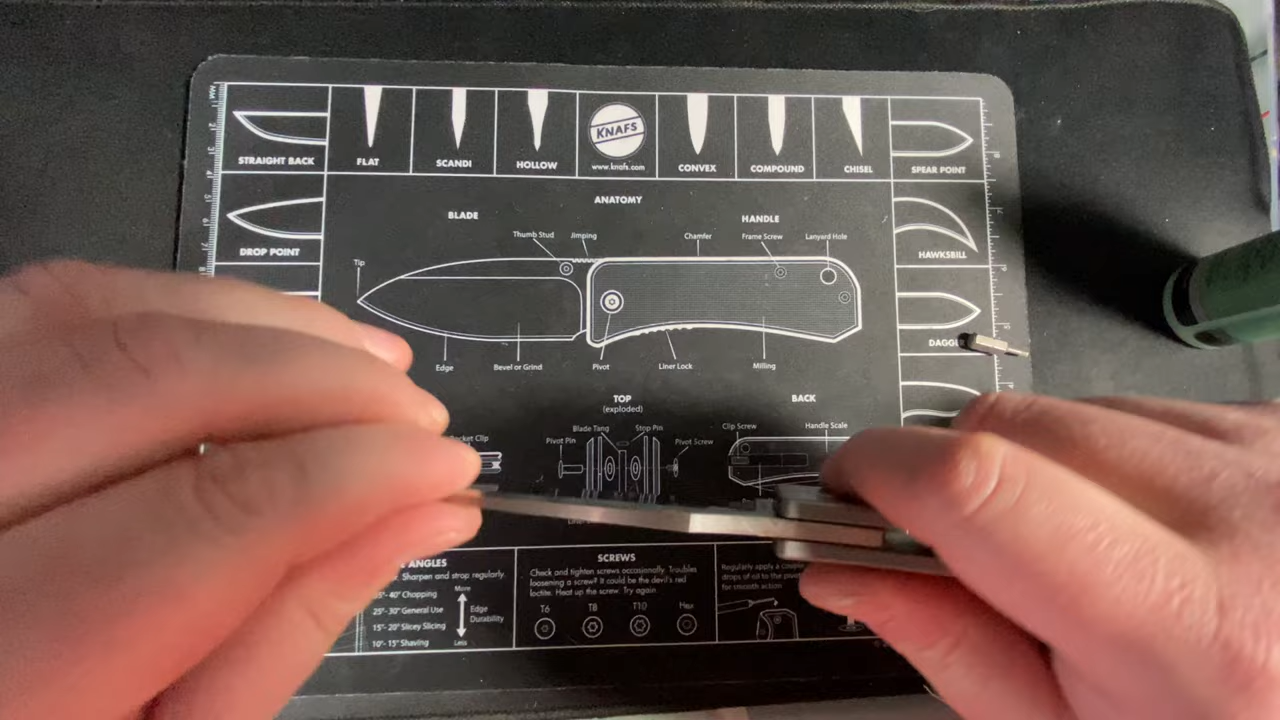 MM
STRAIGHT BACK
FLAT
SCANDI
HOLLOW
KNAFS
www.knafs.com
CONVEX
COMPOUND
CHISEL
SPEAR POINT
DROP POINT
HAWKSBILL
ANATOMY
BLADE
HANDLE
Thumb Stud
Jimping
Chamfer
Frame Screw
Lanyard Hole
Tip
Edge
Bevel or Grind
Pivot
Liner Lock
Milling
TOP
(exploded)
BACK
Blade Tang
Stop Pin
Clip Screw
Handle Scale
Clip
Pivot Pin
Pivot Screw
ANGLES
Sharpen and strop regularly.
40° Chopping
25°- 30° General Use
15°- 20° Slicey Slicing
10°- 15° Shaving
More
Edge
Durability
Less
SCREWS
Check and tighten screws occasionally. Troubles
loosening a screw? It could be the devil's red
loctite. Heat up the screw. Try again.
T6
T8
T10
Hex
Regularly apply a
drops of oil to the
for smooth action